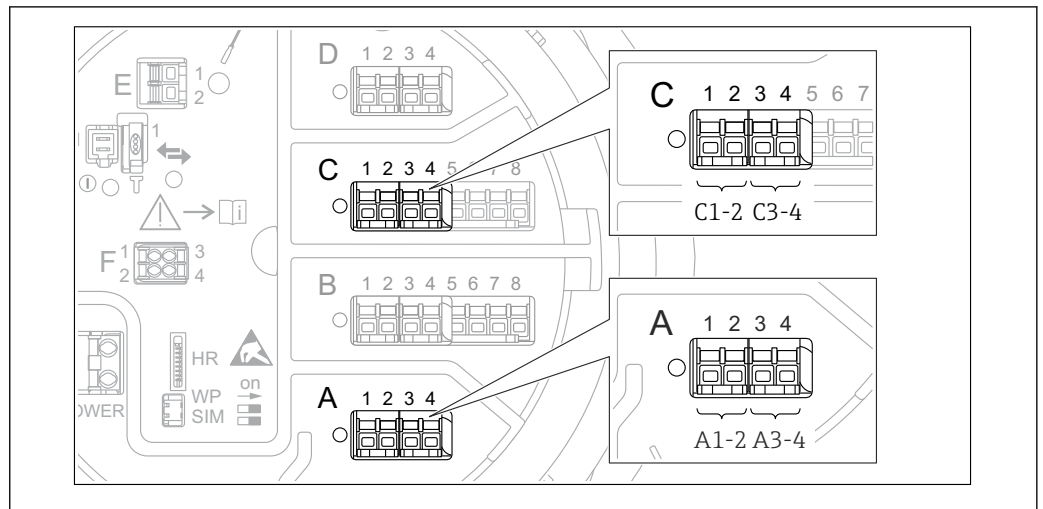 D 1 2 3 4
E 1
2
C 1 2 3 4 5 6 7
C1-2 C3-4
1
C 1 2 3 4 5 7 8
i
F 1 3
2 4
B 1 2 3 4 5 6 7 8
A 1 2 3 4
A1-2 A3-4
HR
WP on
SIM
OWER
A 1 2 3 4